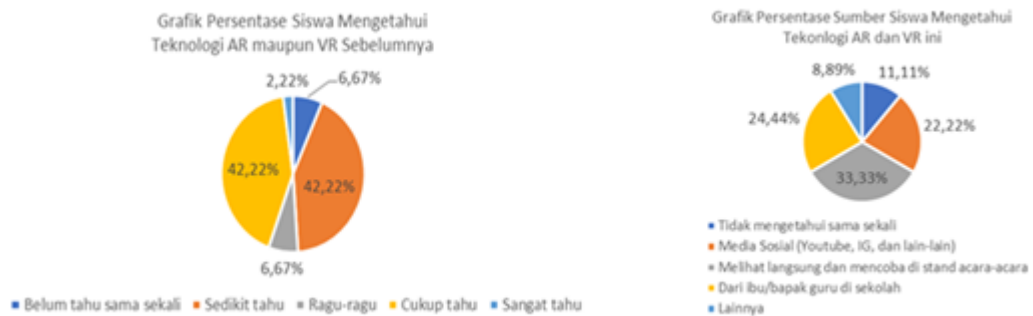 Grafik Persentase Siswa Mengetahui
Teknologi AR maupun VR Sebelumnya
2,22%
6,67%
42,22%
42,22%
6,67%
Belum tahu sama sekali
Sedikit tahu
Ragu-ragu
Cukup tahu
Sangat tahu
Grafik Persentase Sumber Siswa Mengetahui
Tekonlogi AR dan VR ini
8,89%
11,11%
24,44%
22,22%
33,33%
Tidak mengetahui sama sekali
Media Sosial (Youtube, IG, dan lain-lain)
Melihat langsung dan mencoba di stand acara-acara
Dari ibu/bapak guru di sekolah
Lainnya